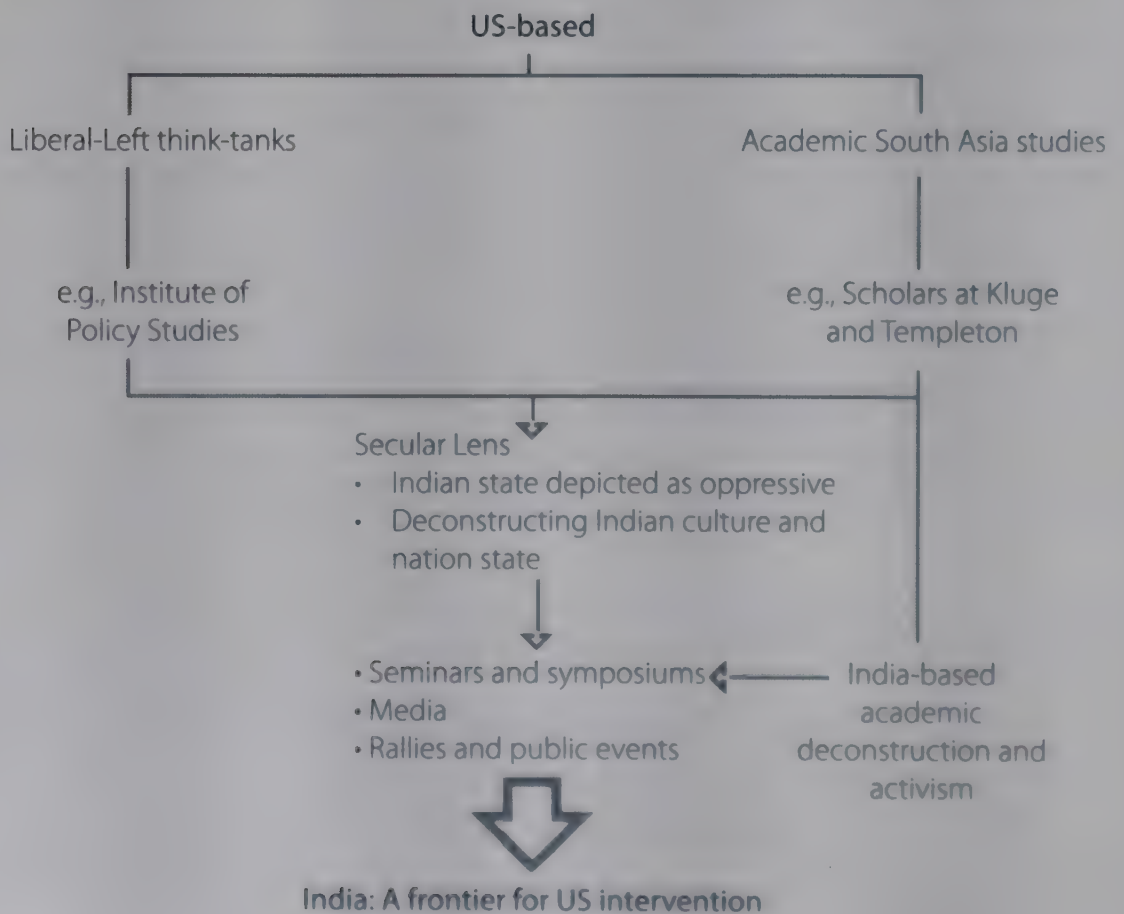 US-based
Liberal-Left think-tanks
Academic South Asia studies
e.g., Institute of
Policy Studies
e.g., Scholars at Kluge
and Templeton
Secular Lens
• Indian state depicted as oppressive
• Deconstructing Indian culture and
nation state
• Seminars and symposiums
• Media
• Rallies and public events
India-based
academic
deconstruction and
activism
India: A frontier for US intervention